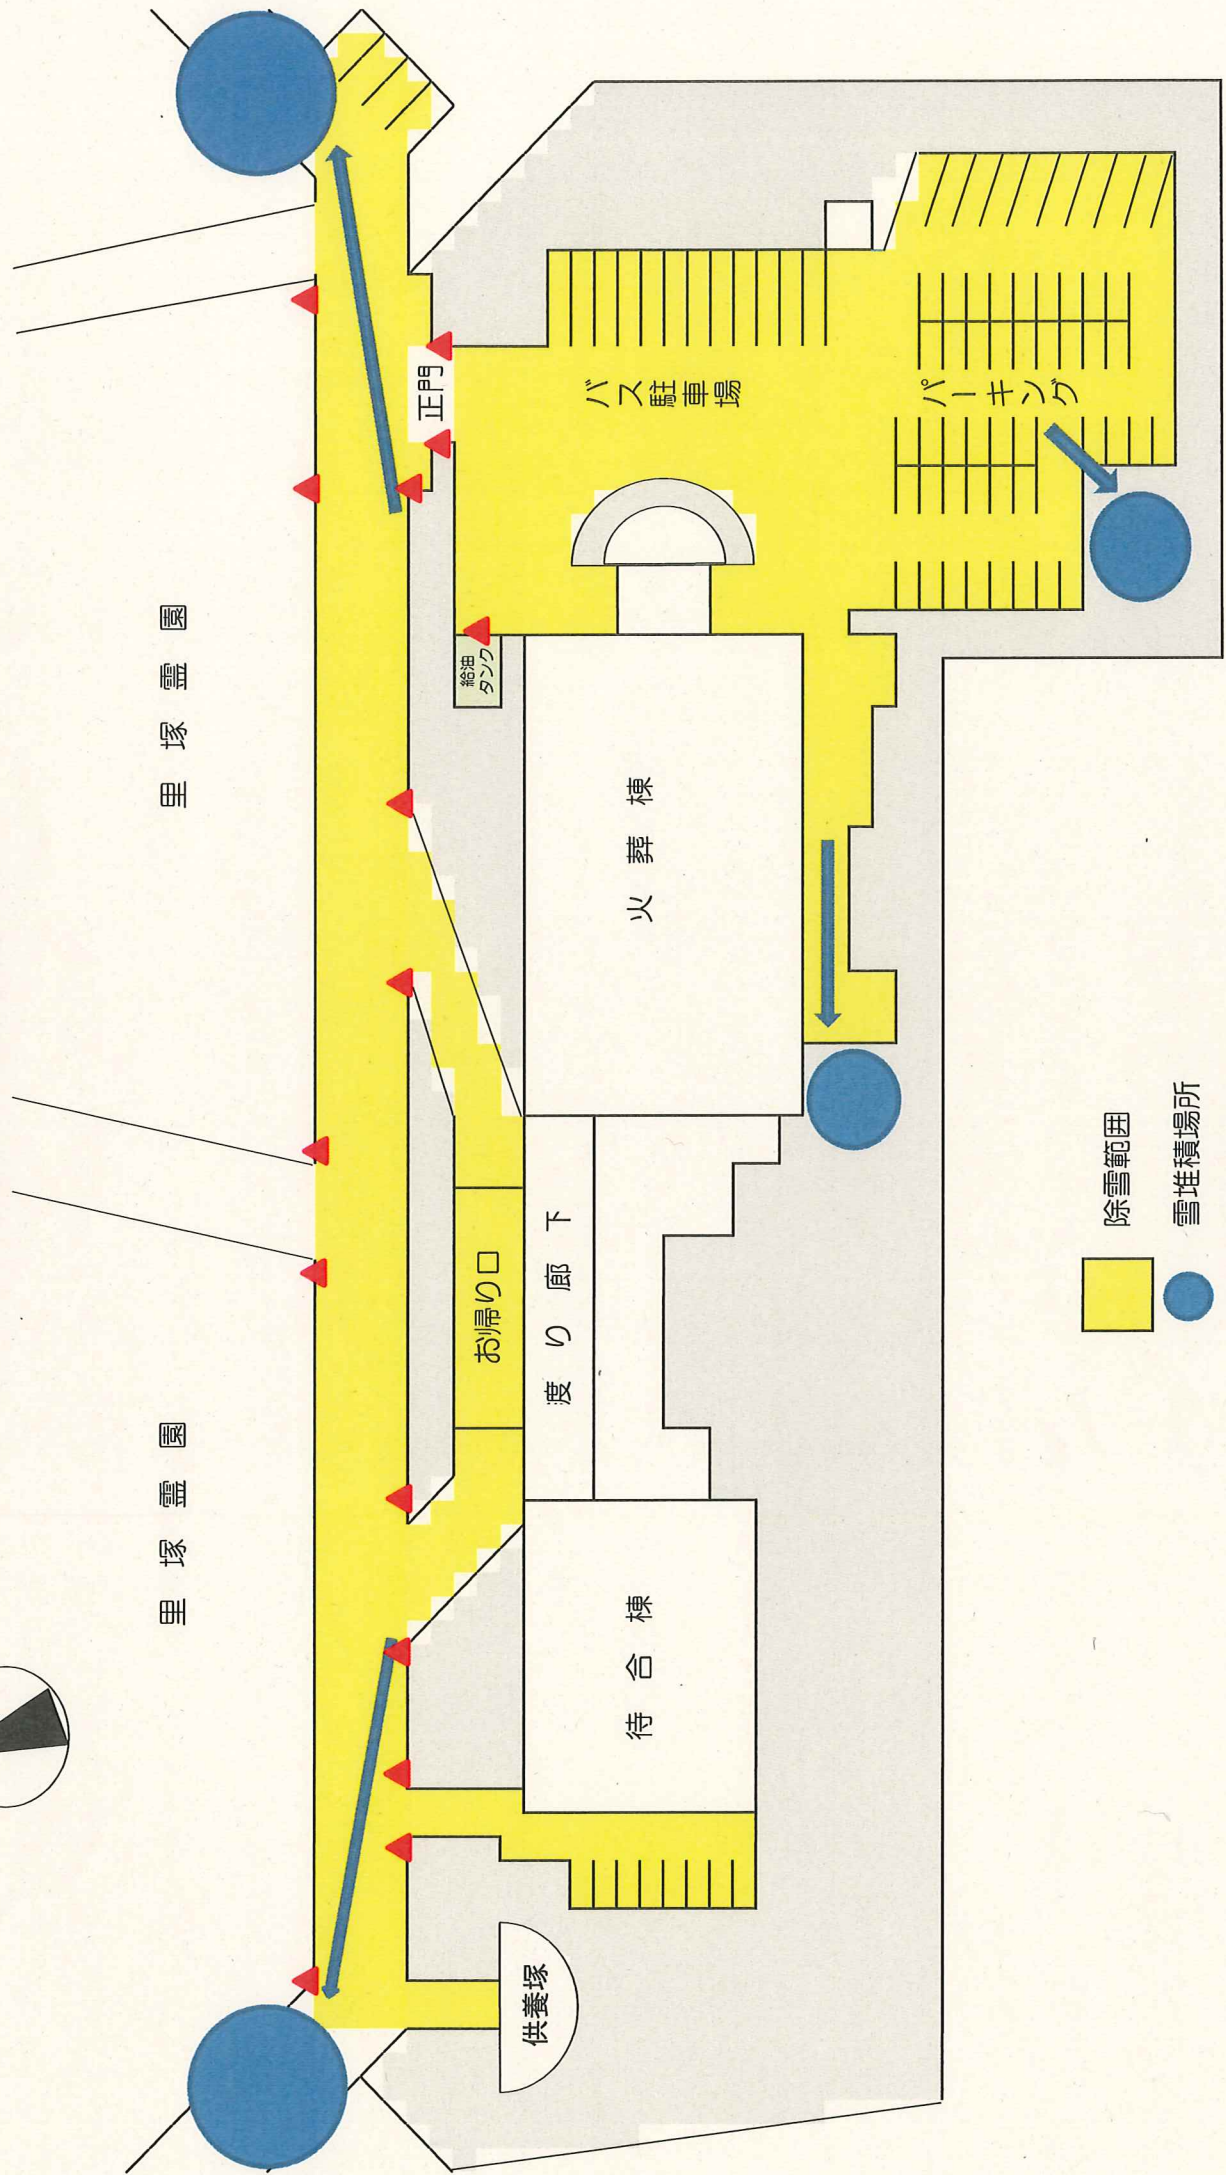 里塚霊園
里塚霊園
正門
バス駐車場
パーキング
給油
タンク
火葬棟
お帰り口
渡り廊下
待合棟
供養塚
除雪範囲
雪堆積場所